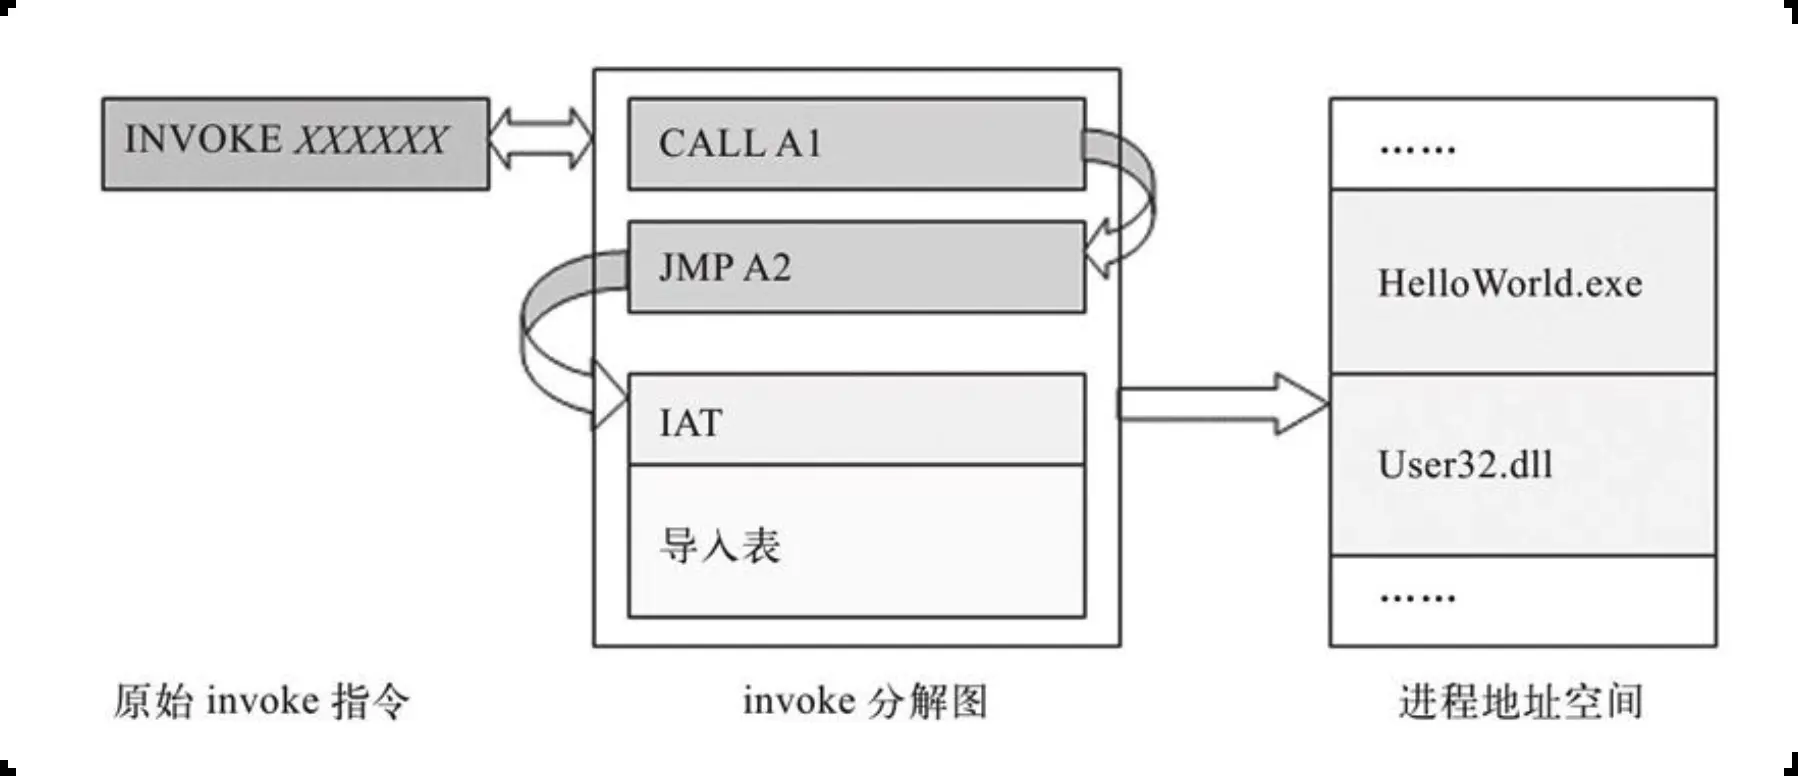 INVOKE XXXXXX
CALL A1
JMP A2
IAT
导入表
……
HelloWorld.exe
User32.dll
……
原始 invoke 指令
invoke 分解图
进程地址空间